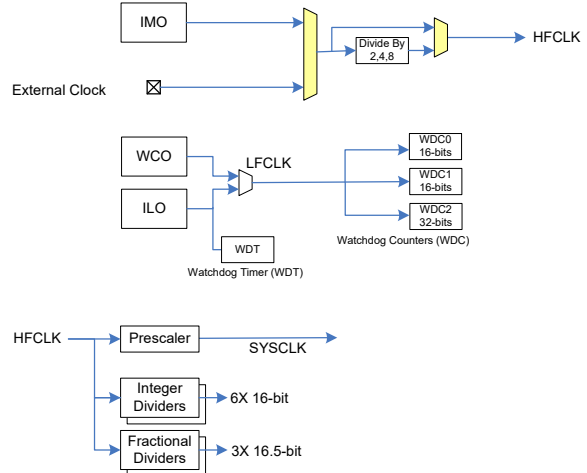 IMO
HFCLK
Divide By
2,4,8
External Clock
WCO
LFCLK
ILO
WDC0
16-bits
WDC1
16-bits
WDC2
32-bits
WDT
Watchdog Counters (WDC)
Watchdog Timer (WDT)
HFCLK
Prescaler
SYSCLK
Integer
Dividers
6X 16-bit
Fractional
Dividers
3X 16.5-bit